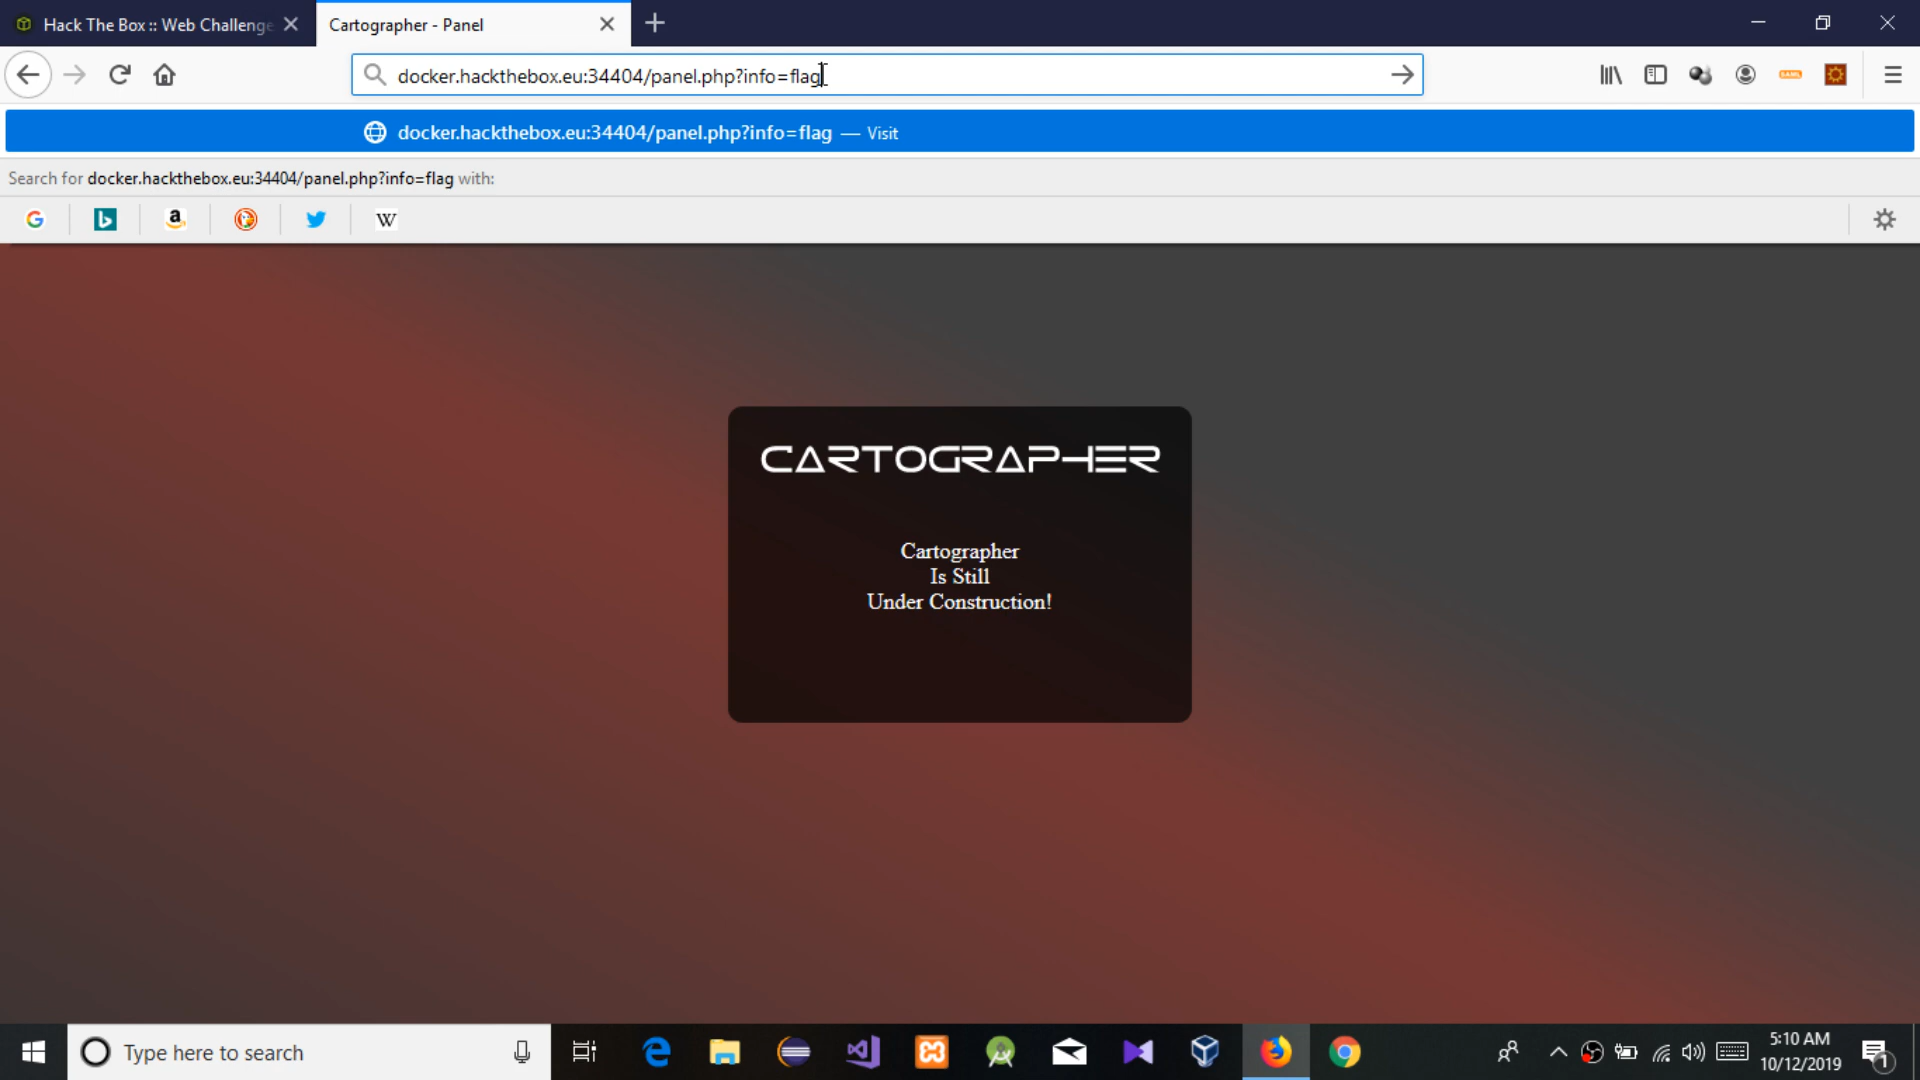 Hack The Box :: Web Challenge
Cartographer - Panel
docker.hackthebox.eu:34404/panel.php?info=flag
docker.hackthebox.eu:34404/panel.php?info=flag — Visit
Search for docker.hackthebox.eu:34404/panel.php?info=flag with:
CARTOGRAPHER
Cartographer
Is Still
Under Construction!
Type here to search
5:10 AM
10/12/2019
1